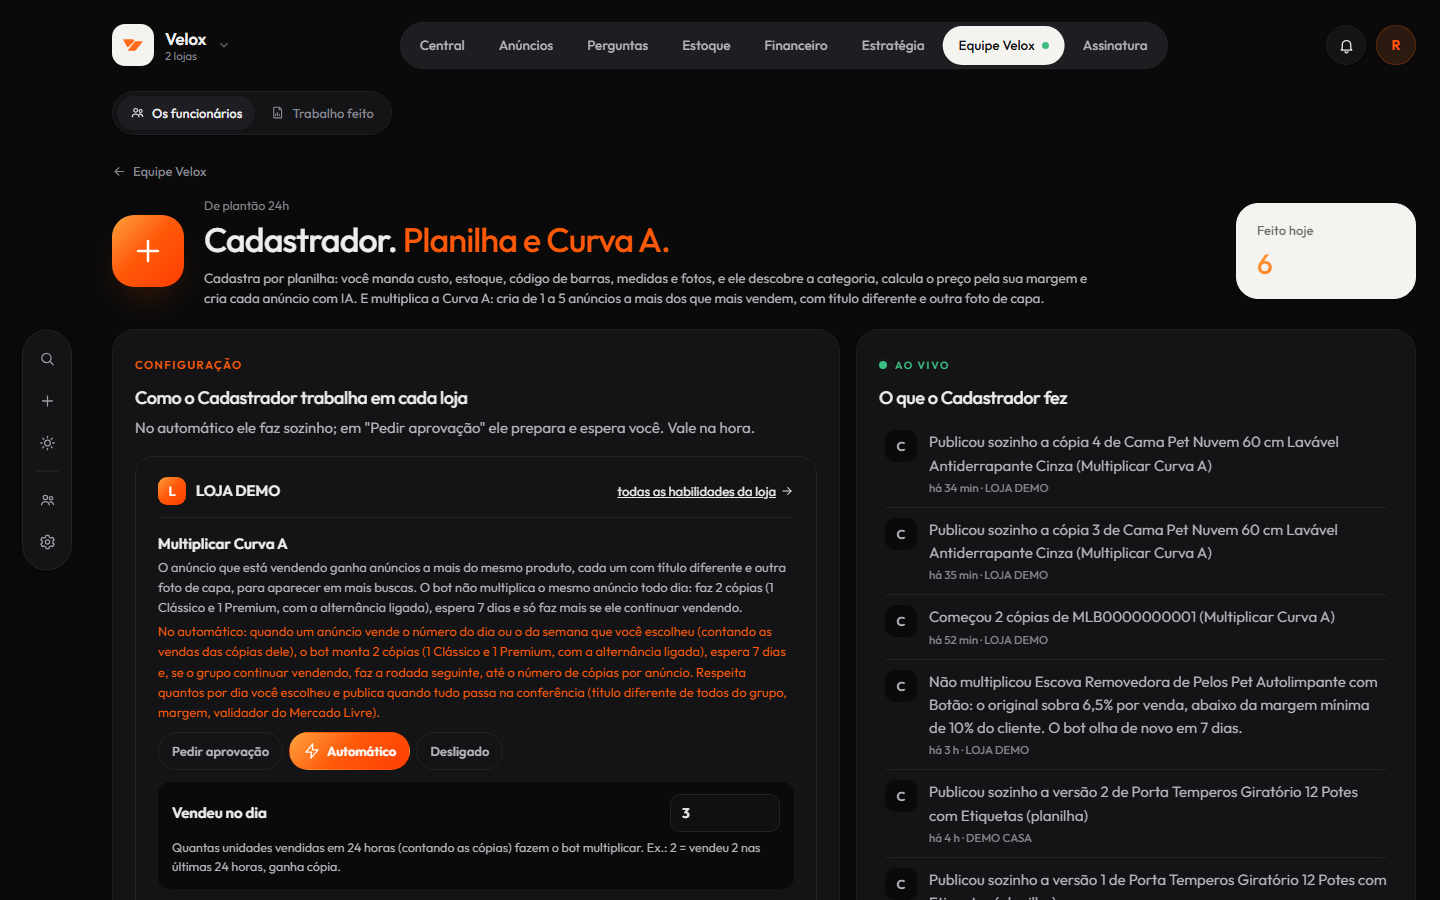 Velox
2 lojas
Central
Anúncios
Perguntas
Estoque
Financeiro
Estratégia
Equipe Velox
Assinatura
R
Os funcionários
Trabalho feito
← Equipe Velox
De plantão 24h
Cadastrador. Planilha e Curva A.
Cadastra por planilha: você manda custo, estoque, código de barras, medidas e fotos, e ele descobre a categoria, calcula o preço pela sua margem e
cria cada anúncio com IA. E multiplica a Curva A: cria de 1 a 5 anúncios a mais dos que mais vendem, com título diferente e outra foto de capa.
Feito hoje
6
CONFIGURAÇÃO
Como o Cadastrador trabalha em cada loja
No automático ele faz sozinho; em "Pedir aprovação" ele prepara e espera você. Vale na hora.
L
LOJA DEMO
todas as habilidades da loja →
Multiplicar Curva A
O anúncio que está vendendo ganha anúncios a mais do mesmo produto, cada um com título diferente e outra
foto de capa, para aparecer em mais buscas. O bot não multiplica o mesmo anúncio todo dia: faz 2 cópias (1
Clássico e 1 Premium, com a alternância ligada), espera 7 dias e só faz mais se ele continuar vendendo.
No automático: quando um anúncio vende o número do dia ou o da semana que você escolheu (contando as
vendas das cópias dele), o bot monta 2 cópias (1 Clássico e 1 Premium, com a alternância ligada), espera 7 dias
e, se o grupo continuar vendendo, faz a rodada seguinte, até o número de cópias por anúncio. Respeita
quantos por dia você escolheu e publica quando tudo passa na conferência (título diferente de todos do grupo,
margem, validador do Mercado Livre).
Pedir aprovação
Automático
Desligado
Vendeu no dia
3
Quantas unidades vendidas em 24 horas (contando as cópias) fazem o bot multiplicar. Ex.: 2 = vendeu 2 nas
últimas 24 horas, ganha cópia.
AO VIVO
O que o Cadastrador fez
C
Publicou sozinho a cópia 4 de Cama Pet Nuvem 60 cm Lavável
Antiderrapante Cinza (Multiplicar Curva A)
há 34 min · LOJA DEMO
C
Publicou sozinho a cópia 3 de Cama Pet Nuvem 60 cm Lavável
Antiderrapante Cinza (Multiplicar Curva A)
há 35 min · LOJA DEMO
C
Começou 2 cópias de MLB0000000001 (Multiplicar Curva A)
há 52 min · LOJA DEMO
C
Não multiplicou Escova Removedora de Pelos Pet Autolimpante com
Botão: o original sobra 6,5% por venda, abaixo da margem mínima
de 10% do cliente. O bot olha de novo em 7 dias.
há 3 h · LOJA DEMO
C
Publicou sozinho a versão 2 de Porta Temperos Giratório 12 Potes
com Etiquetas (planilha)
há 4 h · DEMO CASA
C
Publicou sozinho a versão 1 de Porta Temperos Giratório 12 Potes com